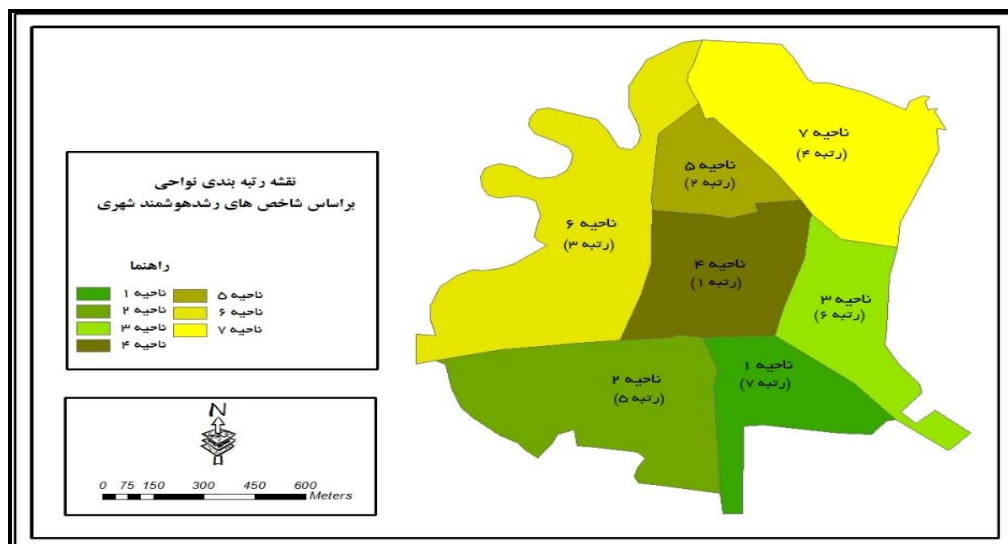 نقشه رتبه بندی نواحی
براساس شاخص های رشدهوشمند شهری
راهنما
ناحیه ۱
ناحیه ۲
ناحیه ۳
ناحیه ۴
ناحیه ۵
ناحیه ۶
ناحیه ۷
N
0 75 150 300 450 600
Meters
ناحیه ۷
(رتبه ۴)
ناحیه ۵
(رتبه ۲)
ناحیه ۶
(رتبه ۳)
ناحیه ۴
(رتبه ۱)
ناحیه ۳
(رتبه ۶)
ناحیه ۱
(رتبه ۷)
ناحیه ۲
(رتبه ۵)